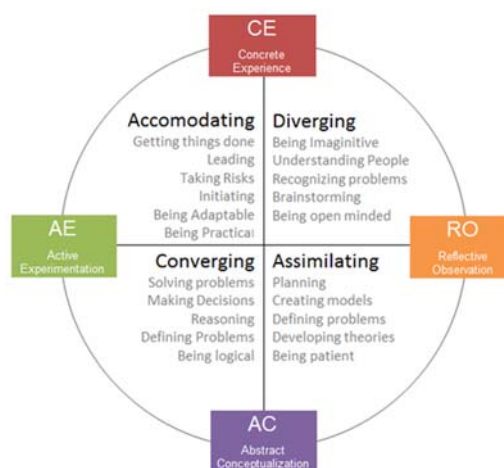 CE
Concrete
Experience
Accomodating
Getting things done
Leading
Taking Risks
Initiating
Being Adaptable
Being Practical
Diverging
Being Imaginitive
Understanding People
Recognizing problems
Brainstorming
Being open minded
AE
Active
Experimentation
RO
Reflective
Observation
Converging
Solving problems
Making Decisions
Reasoning
Defining Problems
Being logical
Assimilating
Planning
Creating models
Defining problems
Developing theories
Being patient
AC
Abstract
Conceptualization